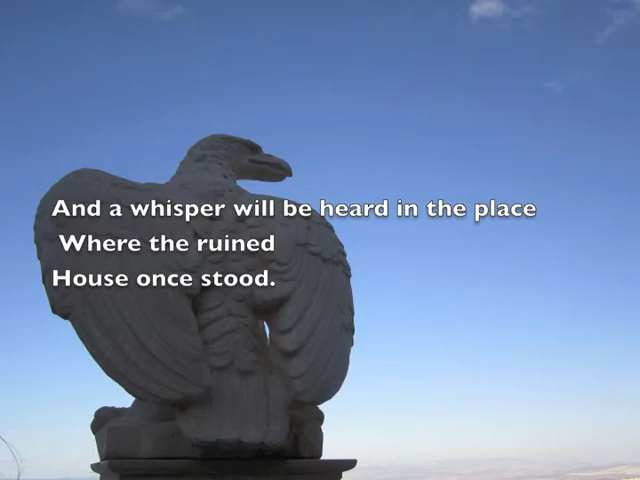 And a whisper will be heard in the place
Where the ruined
House once stood.